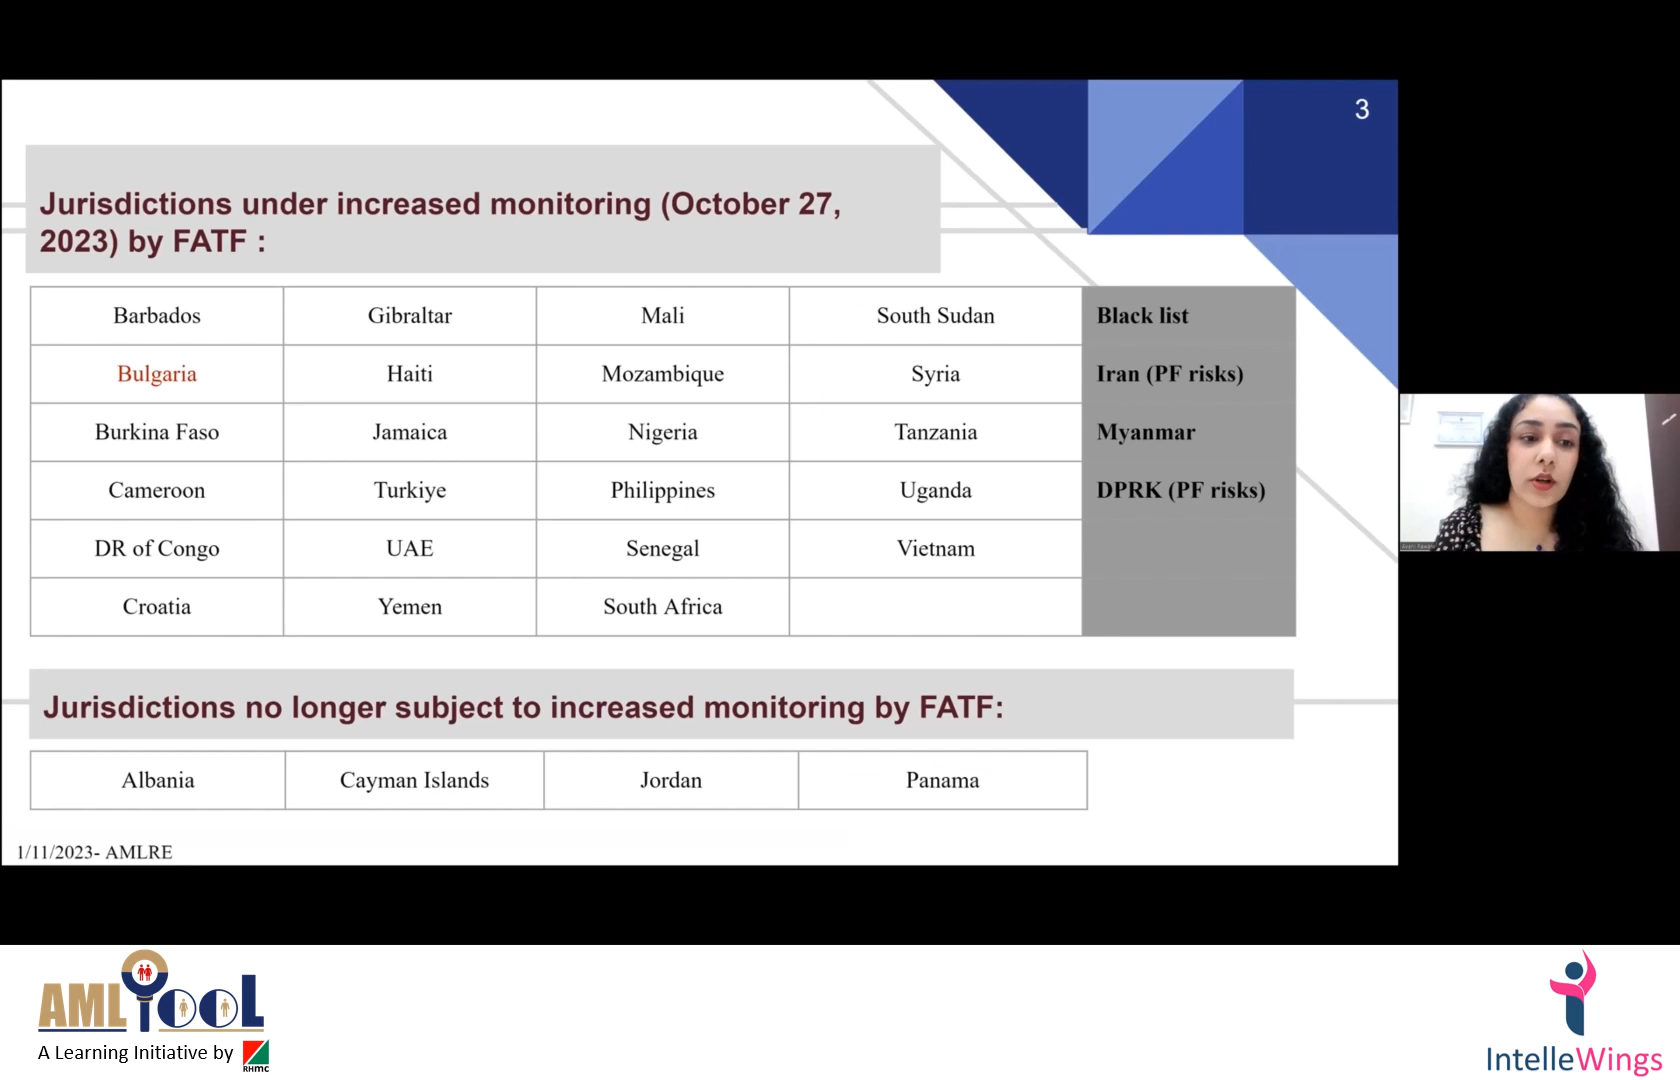 3
Jurisdictions under increased monitoring (October 27,
2023) by FATF :
Barbados Gibraltar Mali South Sudan Black list
Bulgaria Haiti Mozambique Syria Iran (PF risks)
Burkina Faso Jamaica Nigeria Tanzania Myanmar
Cameroon Turkiye Philippines Uganda DPRK (PF risks)
DR of Congo UAE Senegal Vietnam
Croatia Yemen South Africa
Jurisdictions no longer subject to increased monitoring by FATF:
Albania Cayman Islands Jordan Panama
1/11/2023- AMLRE
AMLTOOL
A Learning Initiative by
RHmc
IntelleWings